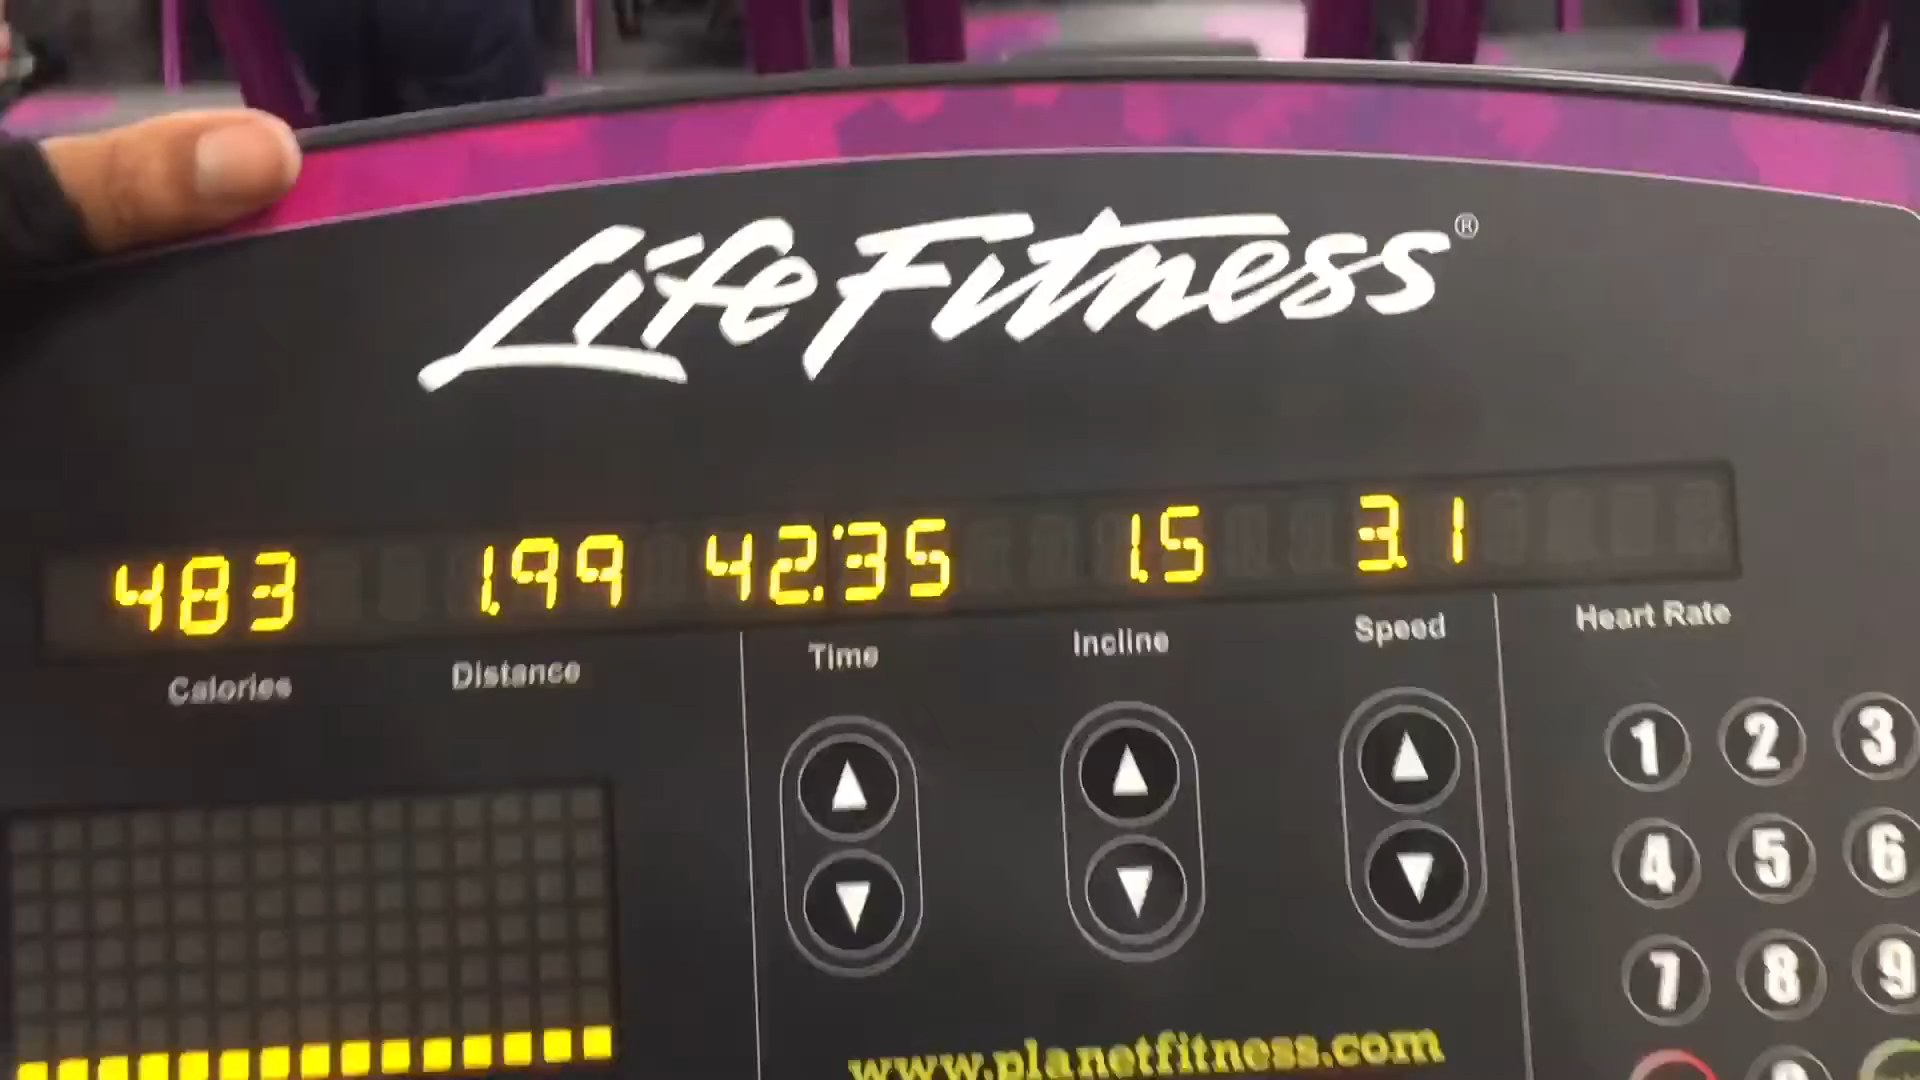 Life Fitness®
483 1.99 42:35 1.5 3.1
Calories Distance Time Incline Speed Heart Rate
1 2 3
4 5 6
7 8 9
www.planetfitness.com